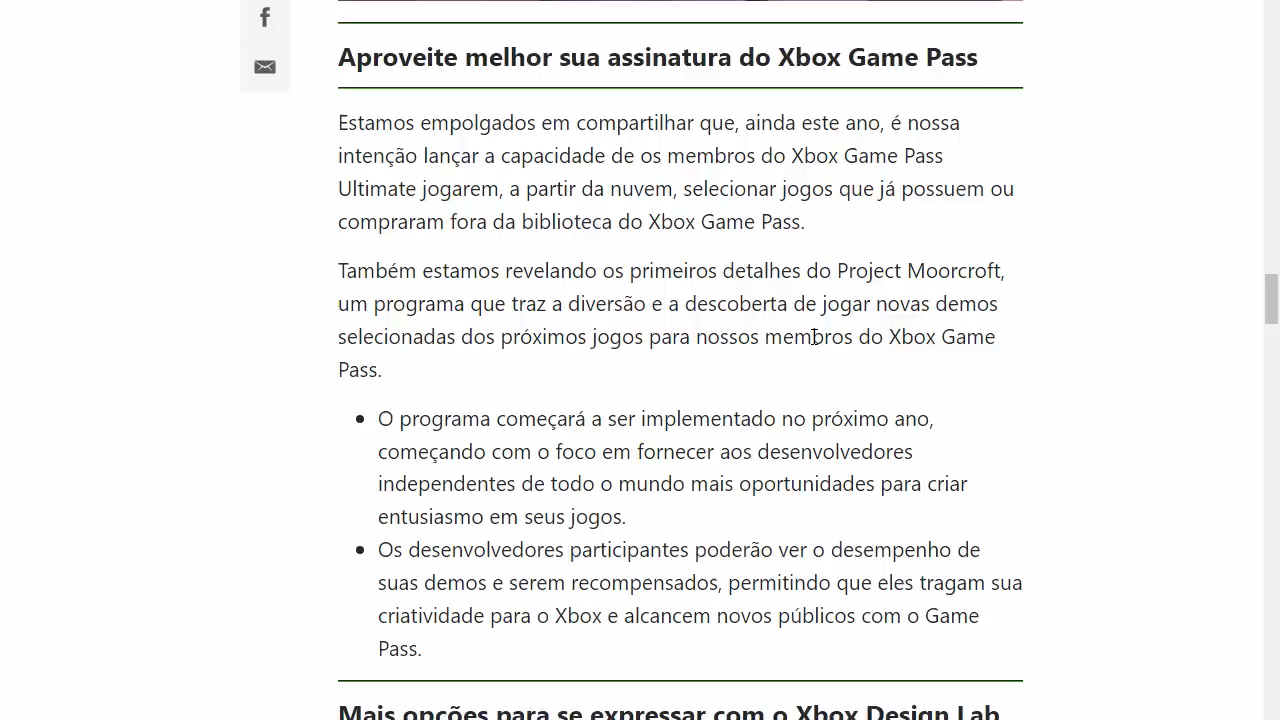 Aproveite melhor sua assinatura do Xbox Game Pass
Estamos empolgados em compartilhar que, ainda este ano, é nossa
intenção lançar a capacidade de os membros do Xbox Game Pass
Ultimate jogarem, a partir da nuvem, selecionar jogos que já possuem ou
compraram fora da biblioteca do Xbox Game Pass.
Também estamos revelando os primeiros detalhes do Project Moorcroft,
um programa que traz a diversão e a descoberta de jogar novas demos
selecionadas dos próximos jogos para nossos membros do Xbox Game
Pass.
O programa começará a ser implementado no próximo ano,
começando com o foco em fornecer aos desenvolvedores
independentes de todo o mundo mais oportunidades para criar
entusiasmo em seus jogos.
Os desenvolvedores participantes poderão ver o desempenho de
suas demos e serem recompensados, permitindo que eles tragam sua
criatividade para o Xbox e alcancem novos públicos com o Game
Pass.
Mais opções para se expressar com o Xbox Design Lab